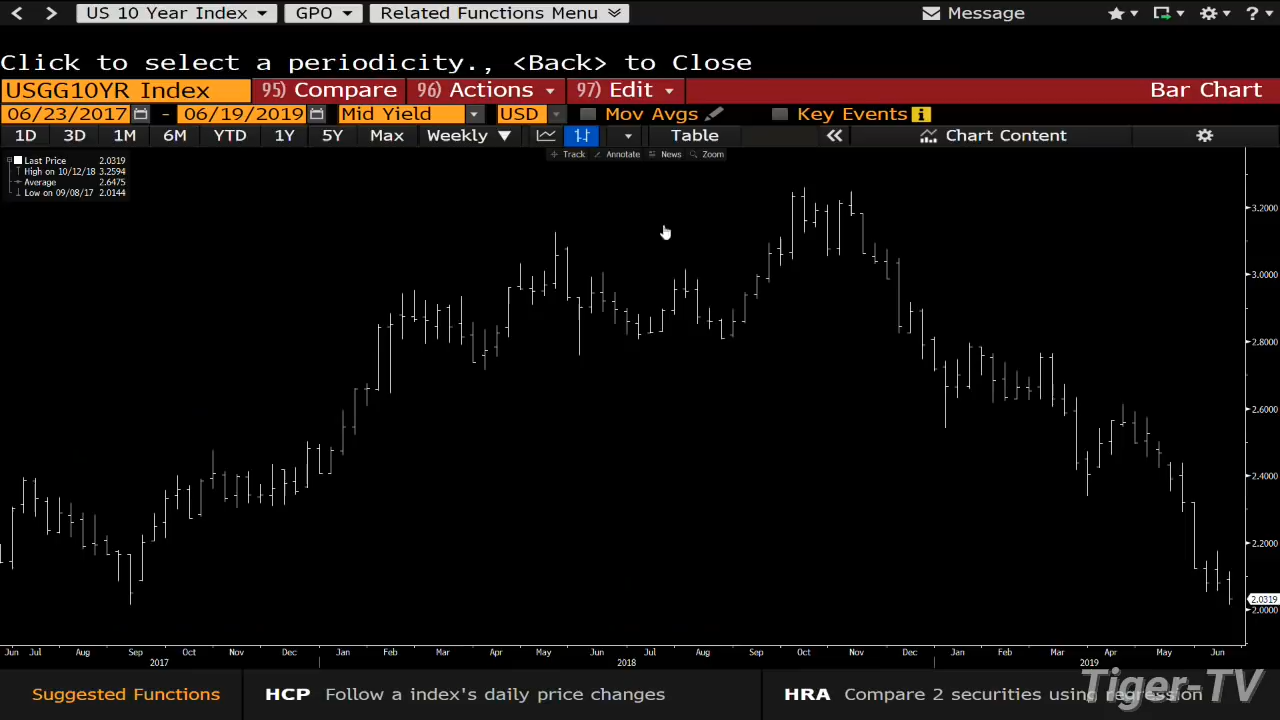 US 10 Year Index GPO Related Functions Menu Message ?
Click to select a periodicity., <Back> to Close
USGG10YR Index 95) Compare 96) Actions 97) Edit Bar Chart
06/23/2017 - 06/19/2019 Mid Yield USD Mov Avgs Key Events i
1D 3D 1M 6M YTD 1Y 5Y Max Weekly Table Chart Content
Track Annotate News Zoom
Last Price 2.0319
High on 10/12/18 3.2594
Average 2.6475
Low on 09/08/17 2.0144
3.2000
3.0000
2.8000
2.6000
2.4000
2.2000
2.0319
2.0000
Jun Jul Aug Sep Oct Nov Dec Jan Feb Mar Apr May Jun Jul Aug Sep Oct Nov Dec Jan Feb Mar Apr May Jun
2017 2018 2019
Suggested Functions HCP Follow a index's daily price changes HRA Compare 2 securities using regression
Tiger-TV